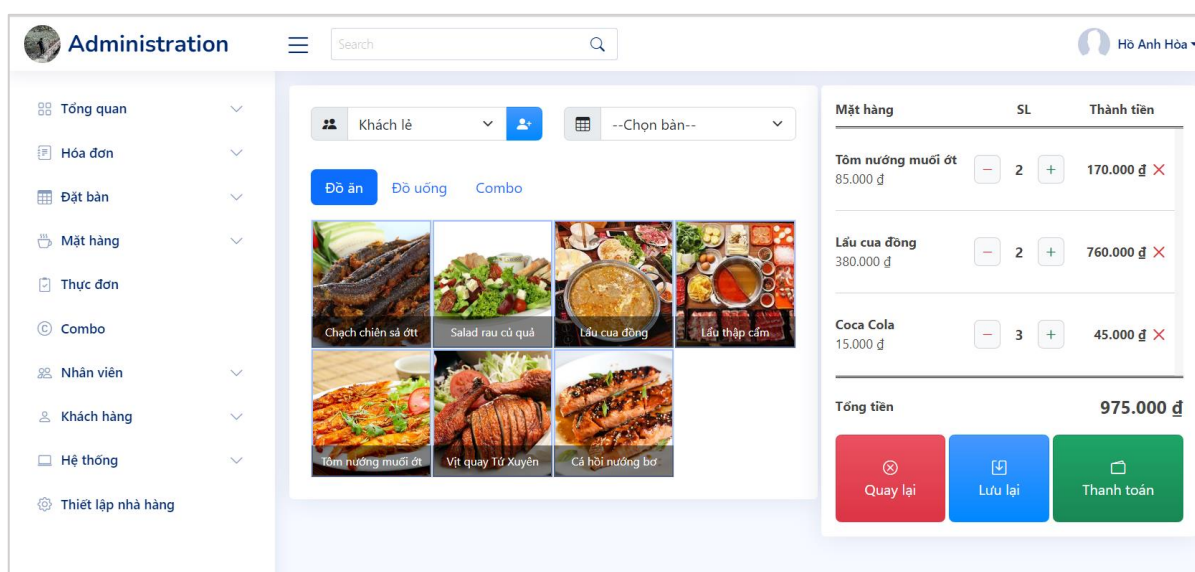 Administration
Search
Hồ Anh Hòa
Tổng quan
Hóa đơn
Đặt bàn
Mặt hàng
Thực đơn
Combo
Nhân viên
Khách hàng
Hệ thống
Thiết lập nhà hàng
Khách lẻ
--Chọn bàn--
Đồ ăn Đồ uống Combo
Chạch chiên sả ớtt Salad rau củ quả Lẩu cua đồng Lẩu thập cẩm
Tôm nướng muối ớt Vịt quay Tứ Xuyên Cá hồi nướng bơ
Mặt hàng SL Thành tiền
Tôm nướng muối ớt
85.000 ₫
2
170.000 ₫
Lẩu cua đồng
380.000 ₫
2
760.000 ₫
Coca Cola
15.000 ₫
3
45.000 ₫
Tổng tiền 975.000 ₫
Quay lại Lưu lại Thanh toán